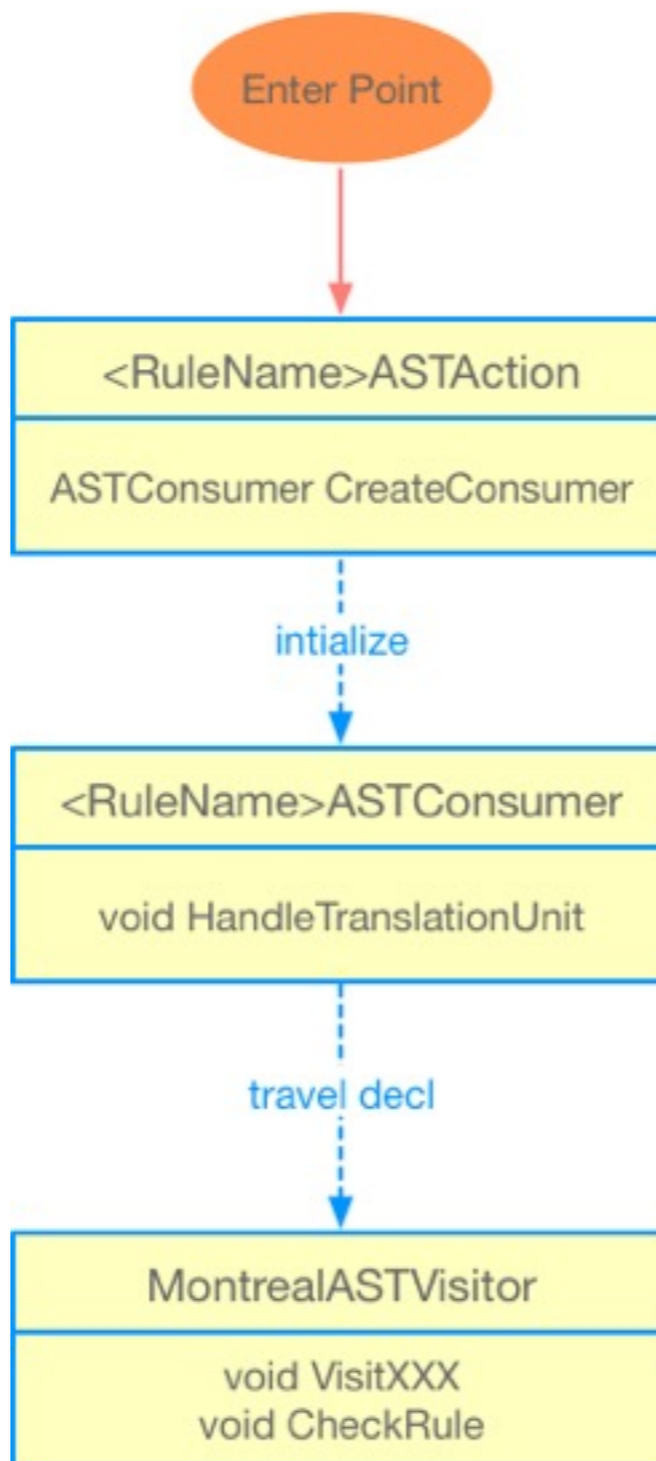 Enter Point
<RuleName>ASTAction
ASTConsumer CreateConsumer
intialize
<RuleName>ASTConsumer
void HandleTranslationUnit
travel decl
MontrealASTVisitor
void VisitXXX
void CheckRule